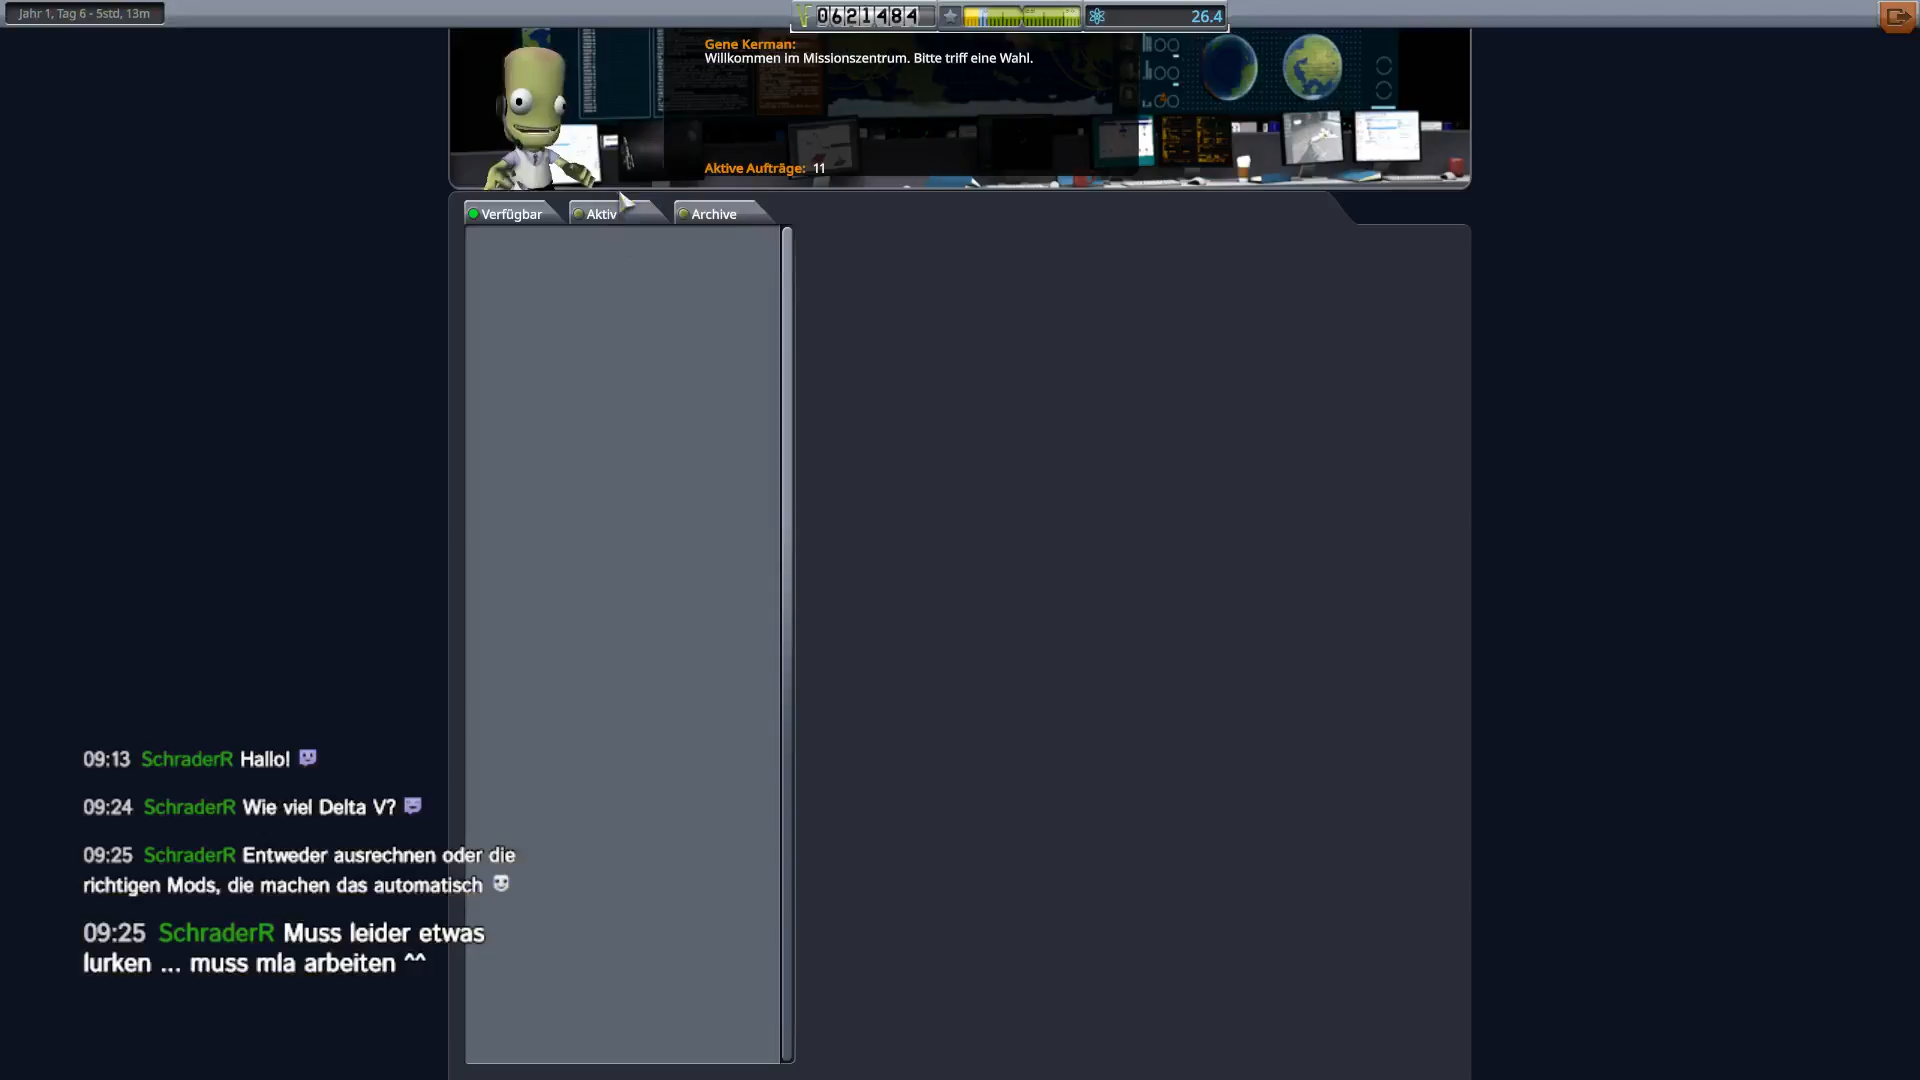 Jahr 1, Tag 6 - 5std, 13m
0621484
26.4
Gene Kerman:
Willkommen im Missionszentrum. Bitte triff eine Wahl.
Aktive Aufträge: 11
Verfügbar
Aktiv
Archive
09:13 SchraderR Hallo!
09:24 SchraderR Wie viel Delta V?
09:25 SchraderR Entweder ausrechnen oder die
richtigen Mods, die machen das automatisch
09:25 SchraderR Muss leider etwas
lurken ... muss mla arbeiten ^^